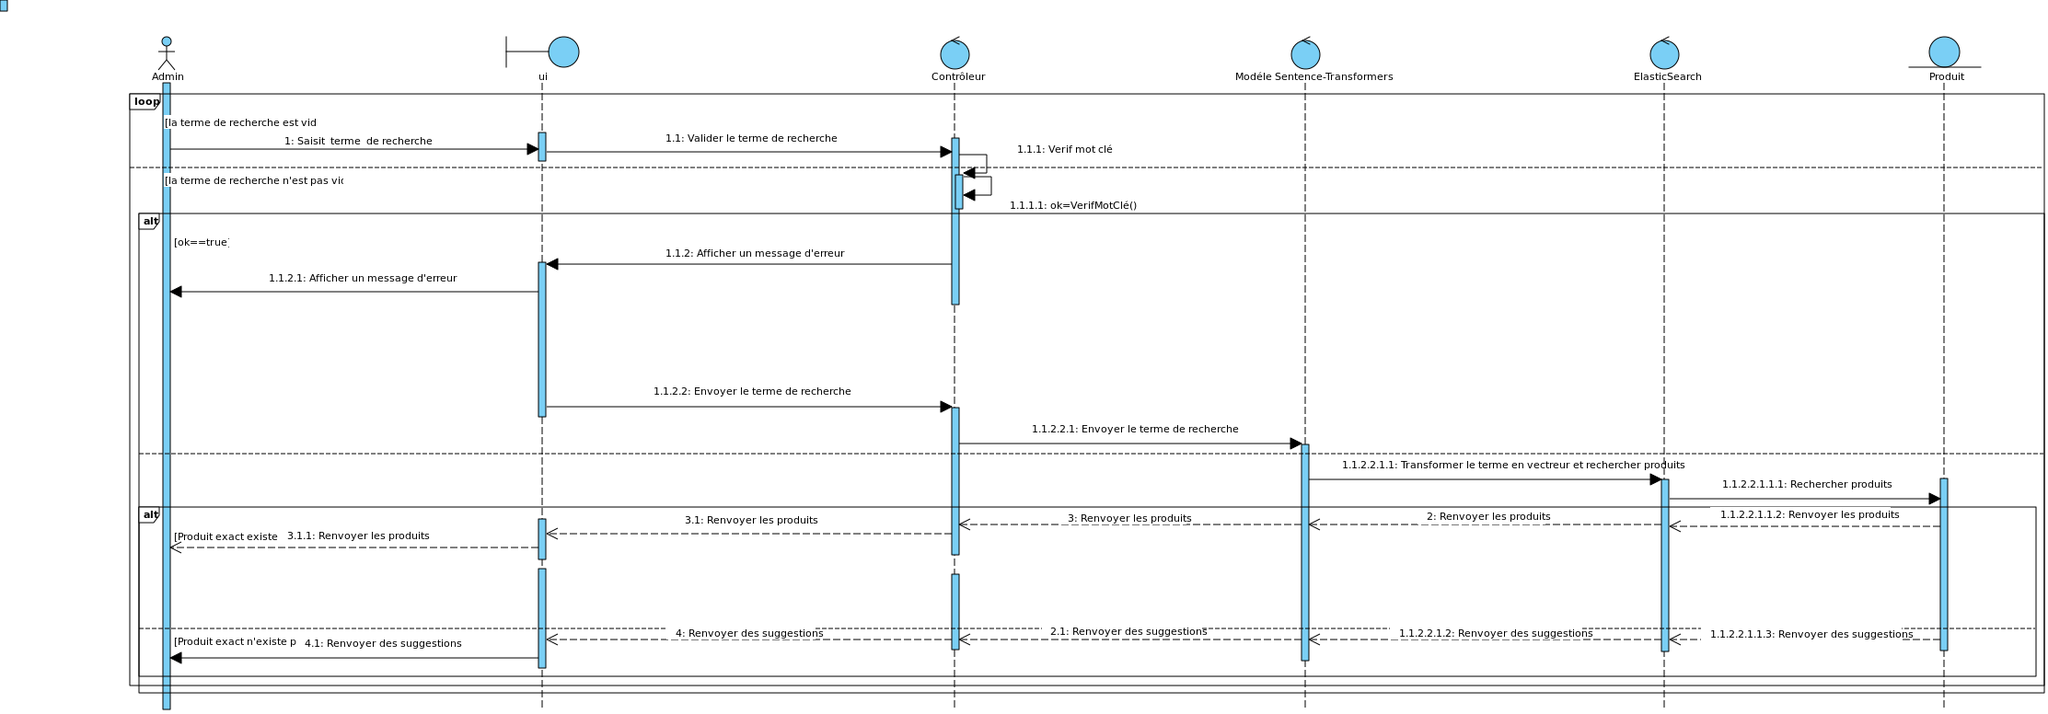 Admin
ui
Contrôleur
Modéle Sentence-Transformers
ElasticSearch
Produit
loop
[la terme de recherche est vid
1: Saisit terme de recherche
1.1: Valider le terme de recherche
1.1.1: Verif mot clé
[la terme de recherche n'est pas vic
1.1.1.1: ok=VerifMotClé()
alt
[ok==true]
1.1.2: Afficher un message d'erreur
1.1.2.1: Afficher un message d'erreur
1.1.2.2: Envoyer le terme de recherche
1.1.2.2.1: Envoyer le terme de recherche
1.1.2.2.1.1: Transformer le terme en vectreur et rechercher produits
1.1.2.2.1.1.1: Rechercher produits
alt
1.1.2.2.1.1.2: Renvoyer les produits
2: Renvoyer les produits
3: Renvoyer les produits
3.1: Renvoyer les produits
[Produit exact existe
3.1.1: Renvoyer les produits
4: Renvoyer des suggestions
2.1: Renvoyer des suggestions
1.1.2.2.1.2: Renvoyer des suggestions
1.1.2.2.1.1.3: Renvoyer des suggestions
[Produit exact n'existe p
4.1: Renvoyer des suggestions